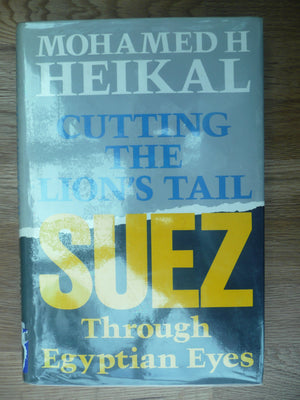 MOHAMED H
HEIKAL
CUTTING
THE
LION'S TAIL
SUEZ
Through
Egyptian Eyes